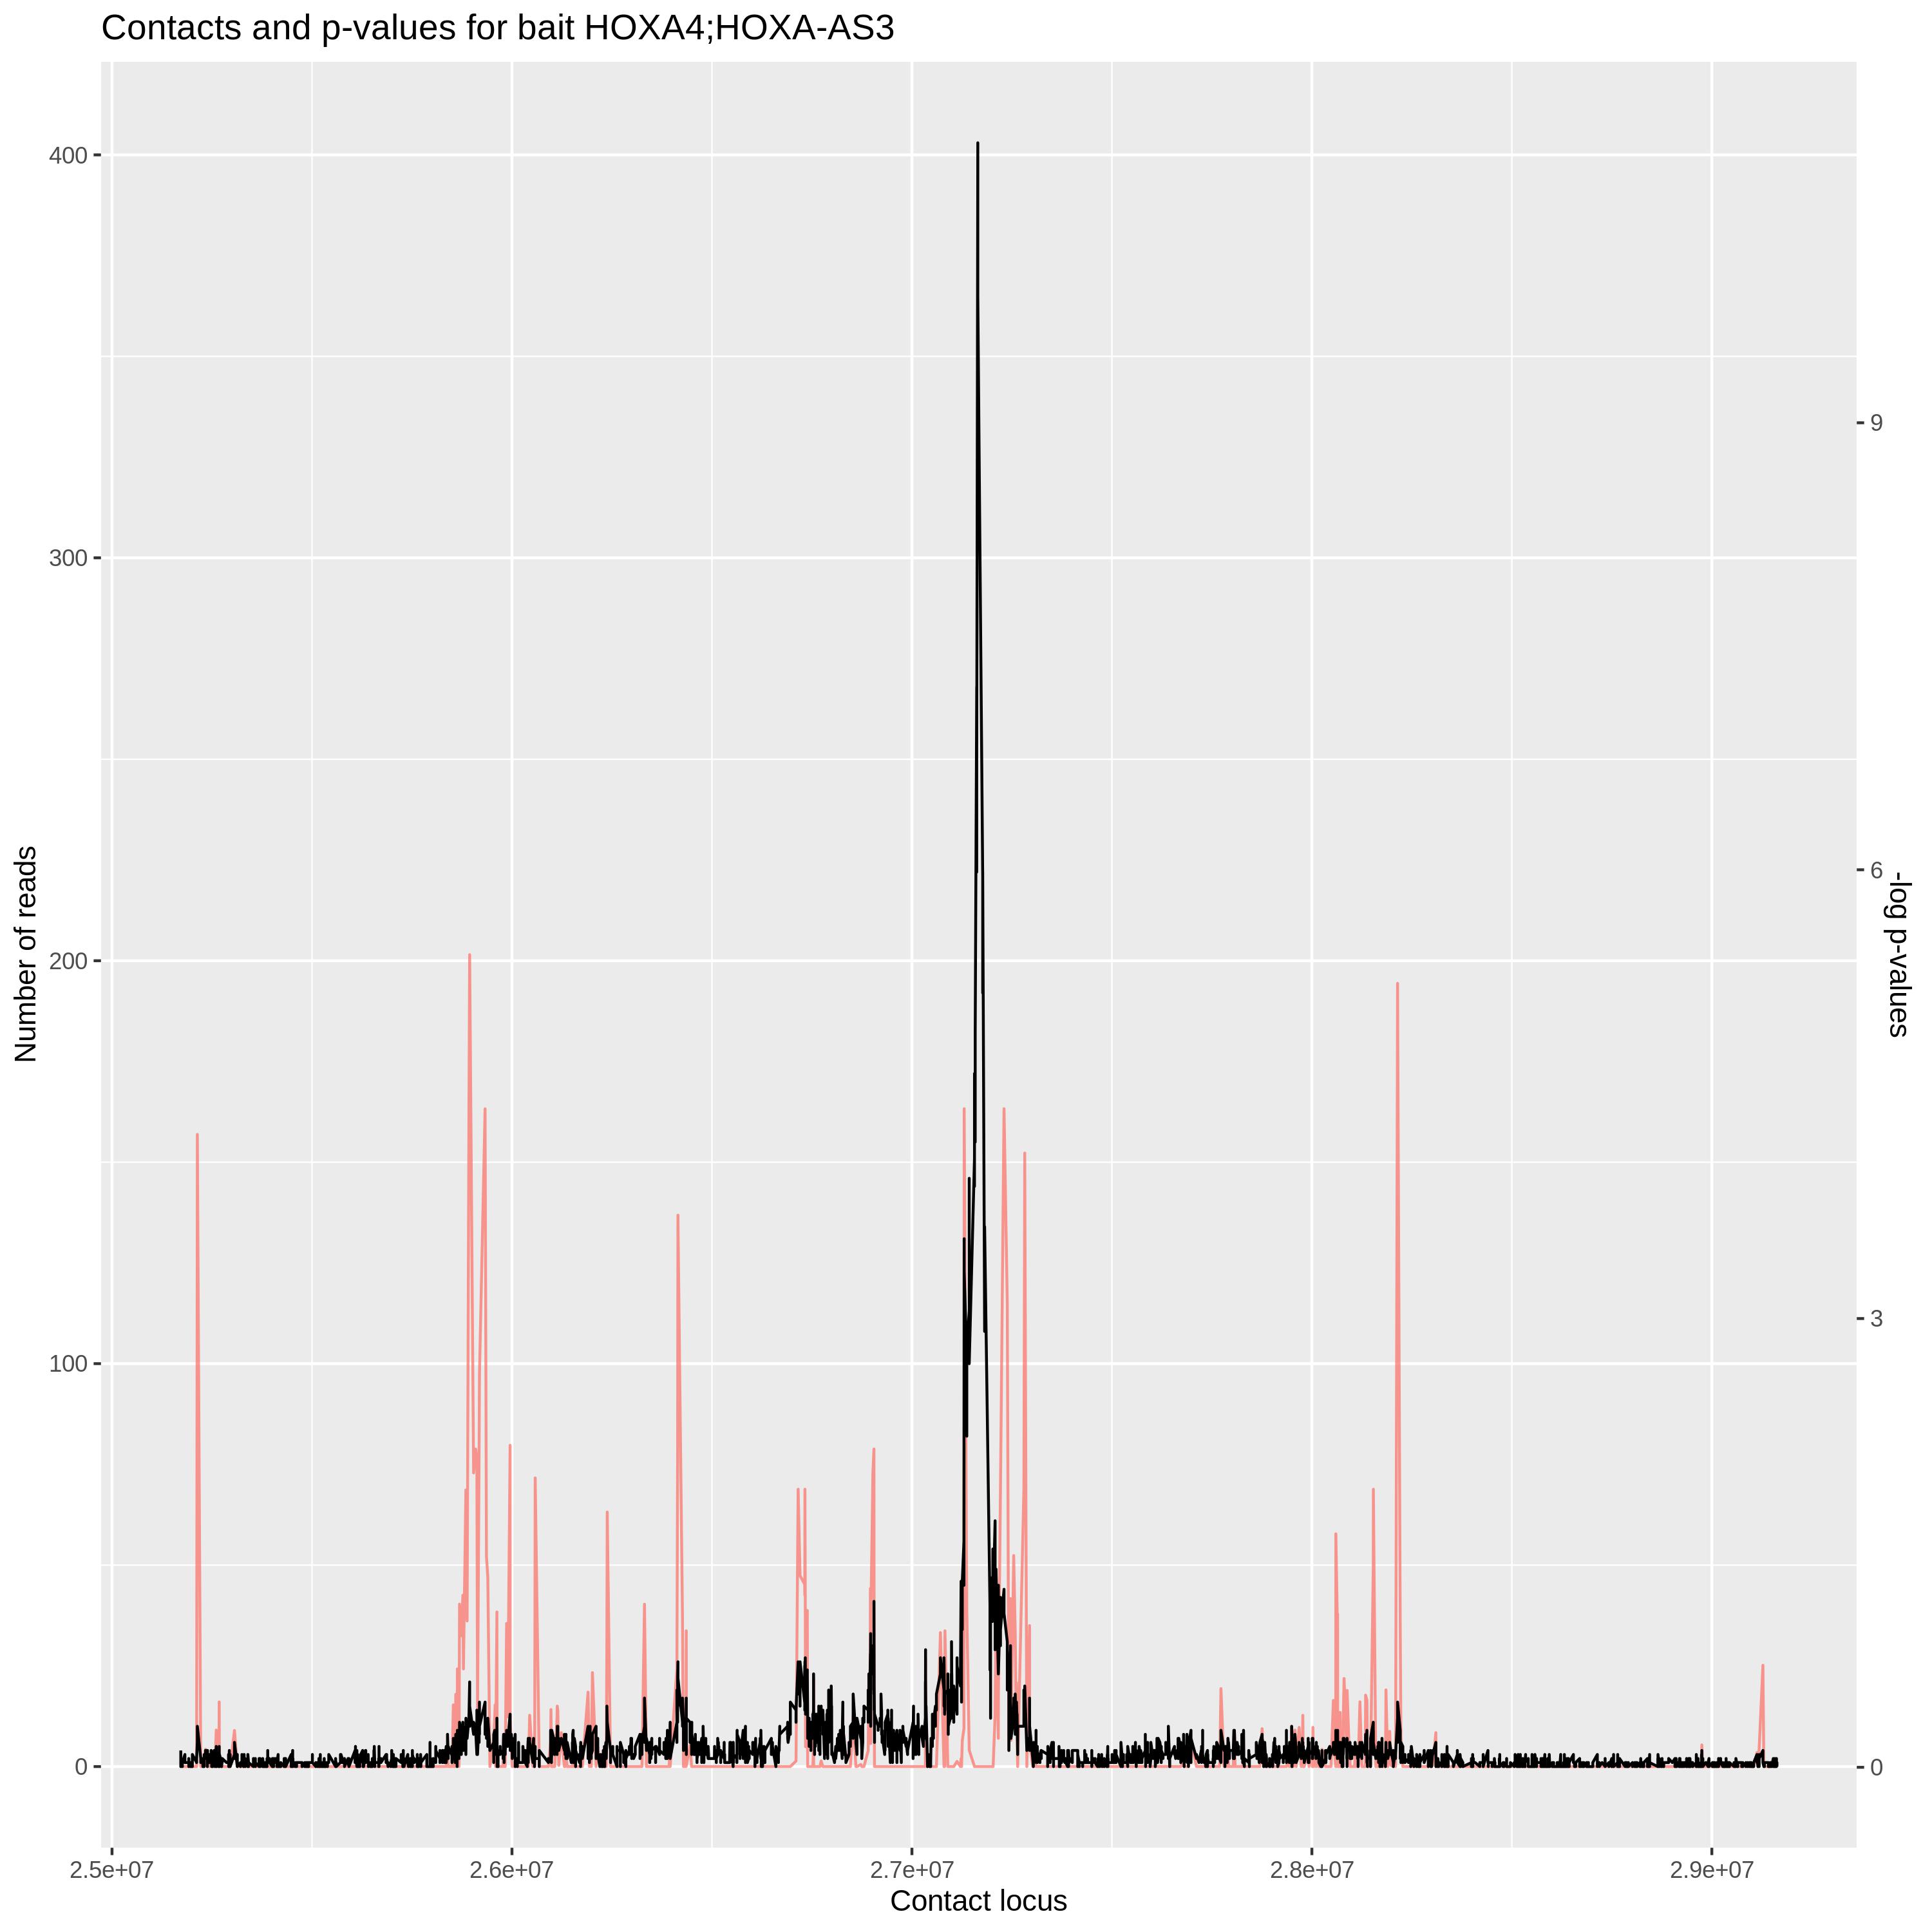 Contacts and p-values for bait HOXA4;HOXA-AS3
400
300
200
100
0
Number of reads
9
6
3
0
-log p-values
2.5e+07 2.6e+07 2.7e+07 2.8e+07 2.9e+07
Contact locus